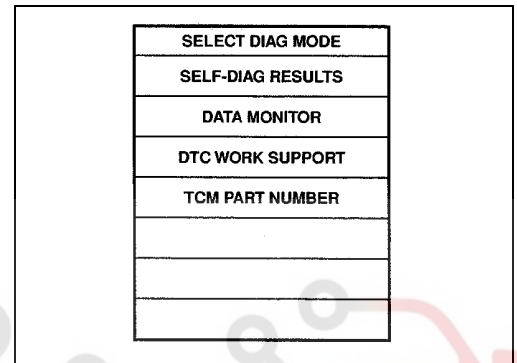 SELECT DIAG MODE
SELF-DIAG RESULTS
DATA MONITOR
DTC WORK SUPPORT
TCM PART NUMBER